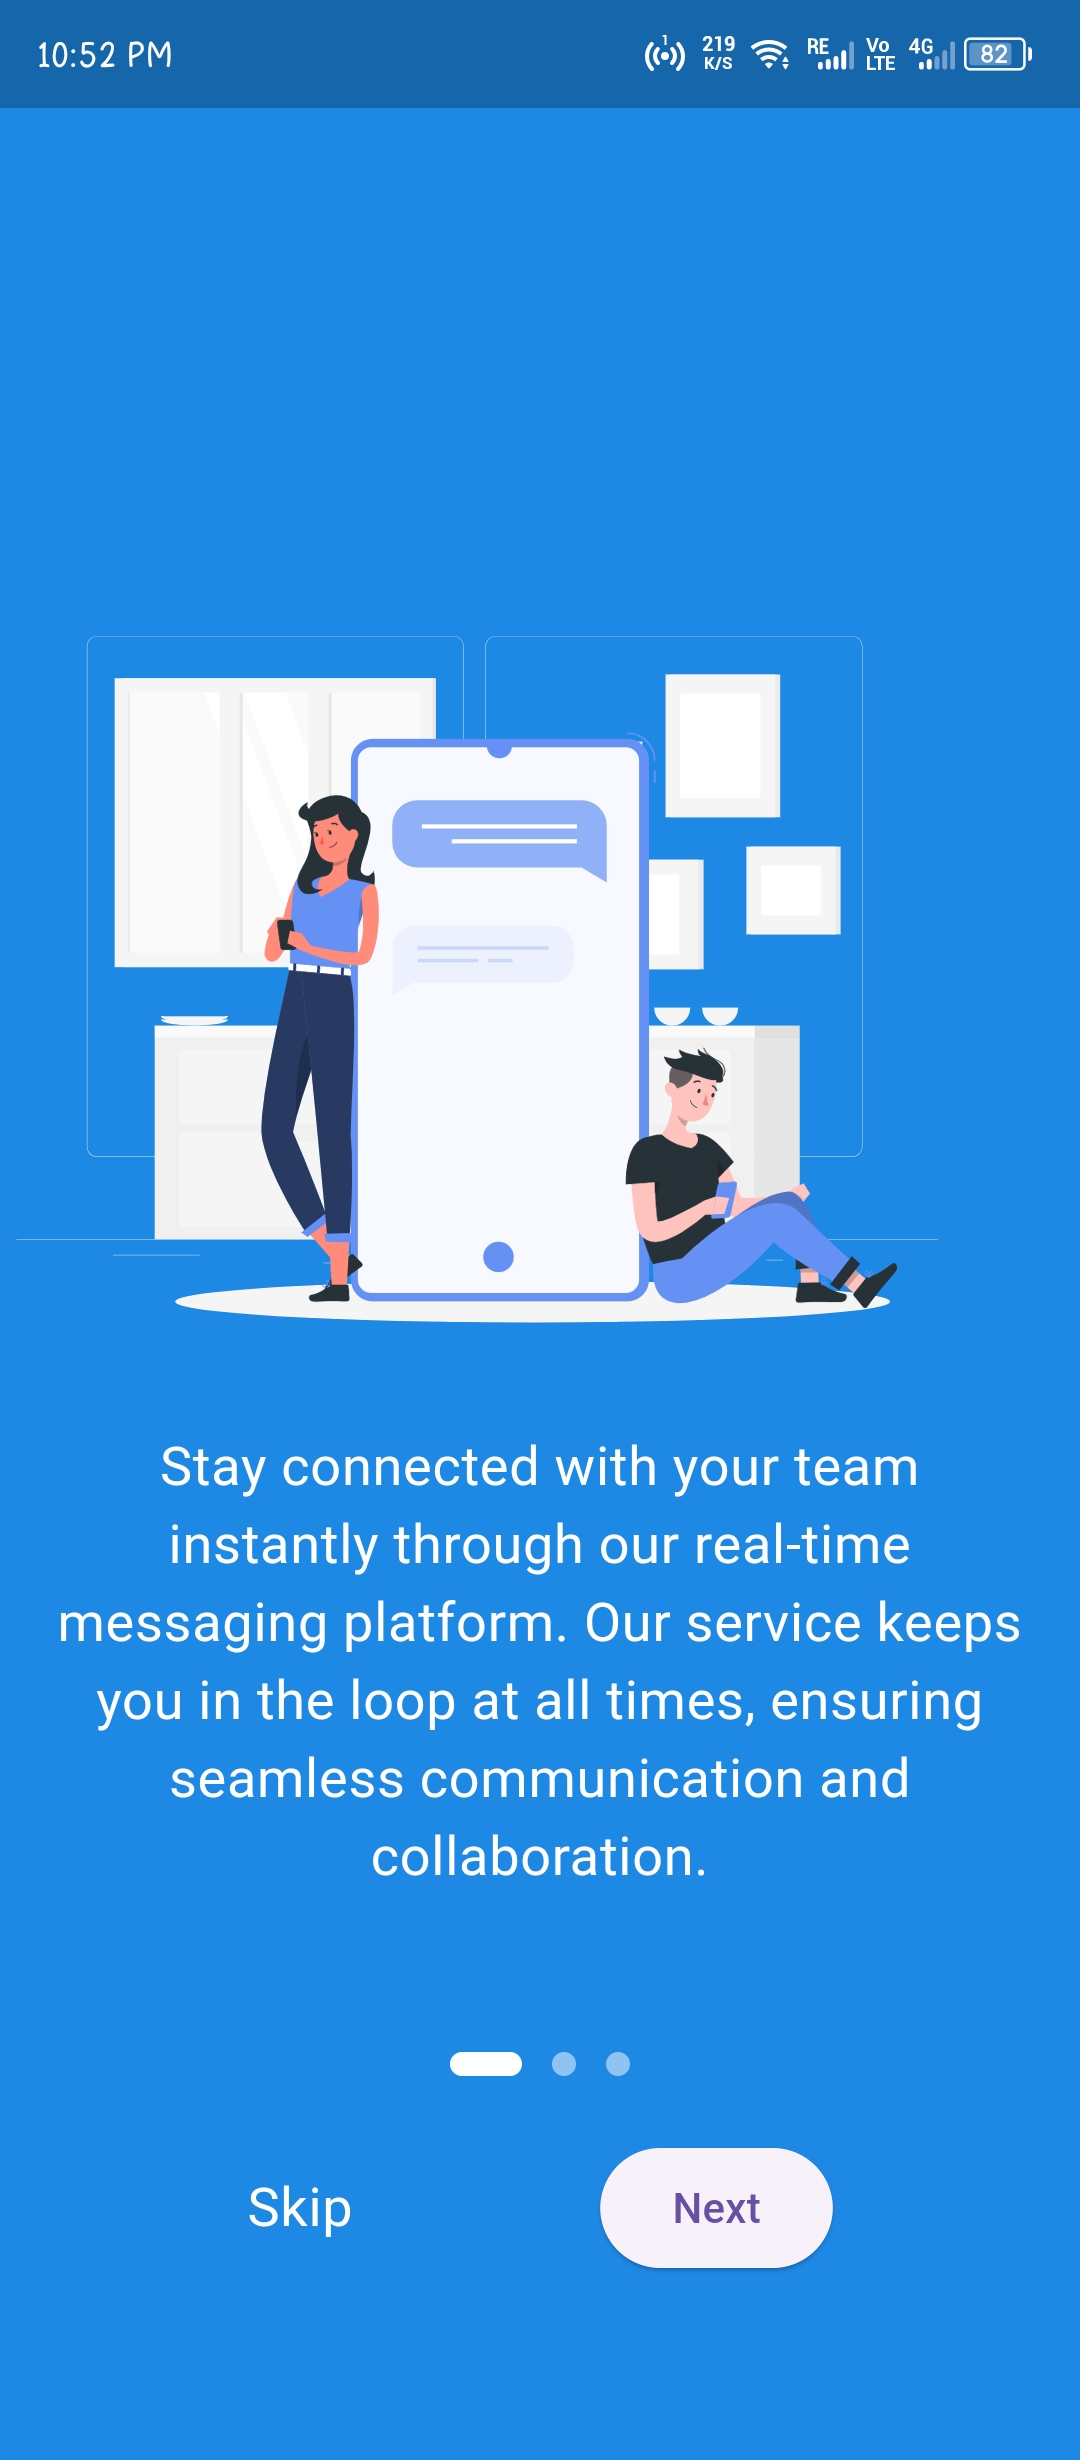 10:52 PM 1 219 K/S RE Vo LTE 4G 82
Stay connected with your team
instantly through our real-time
messaging platform. Our service keeps
you in the loop at all times, ensuring
seamless communication and
collaboration.
Skip Next